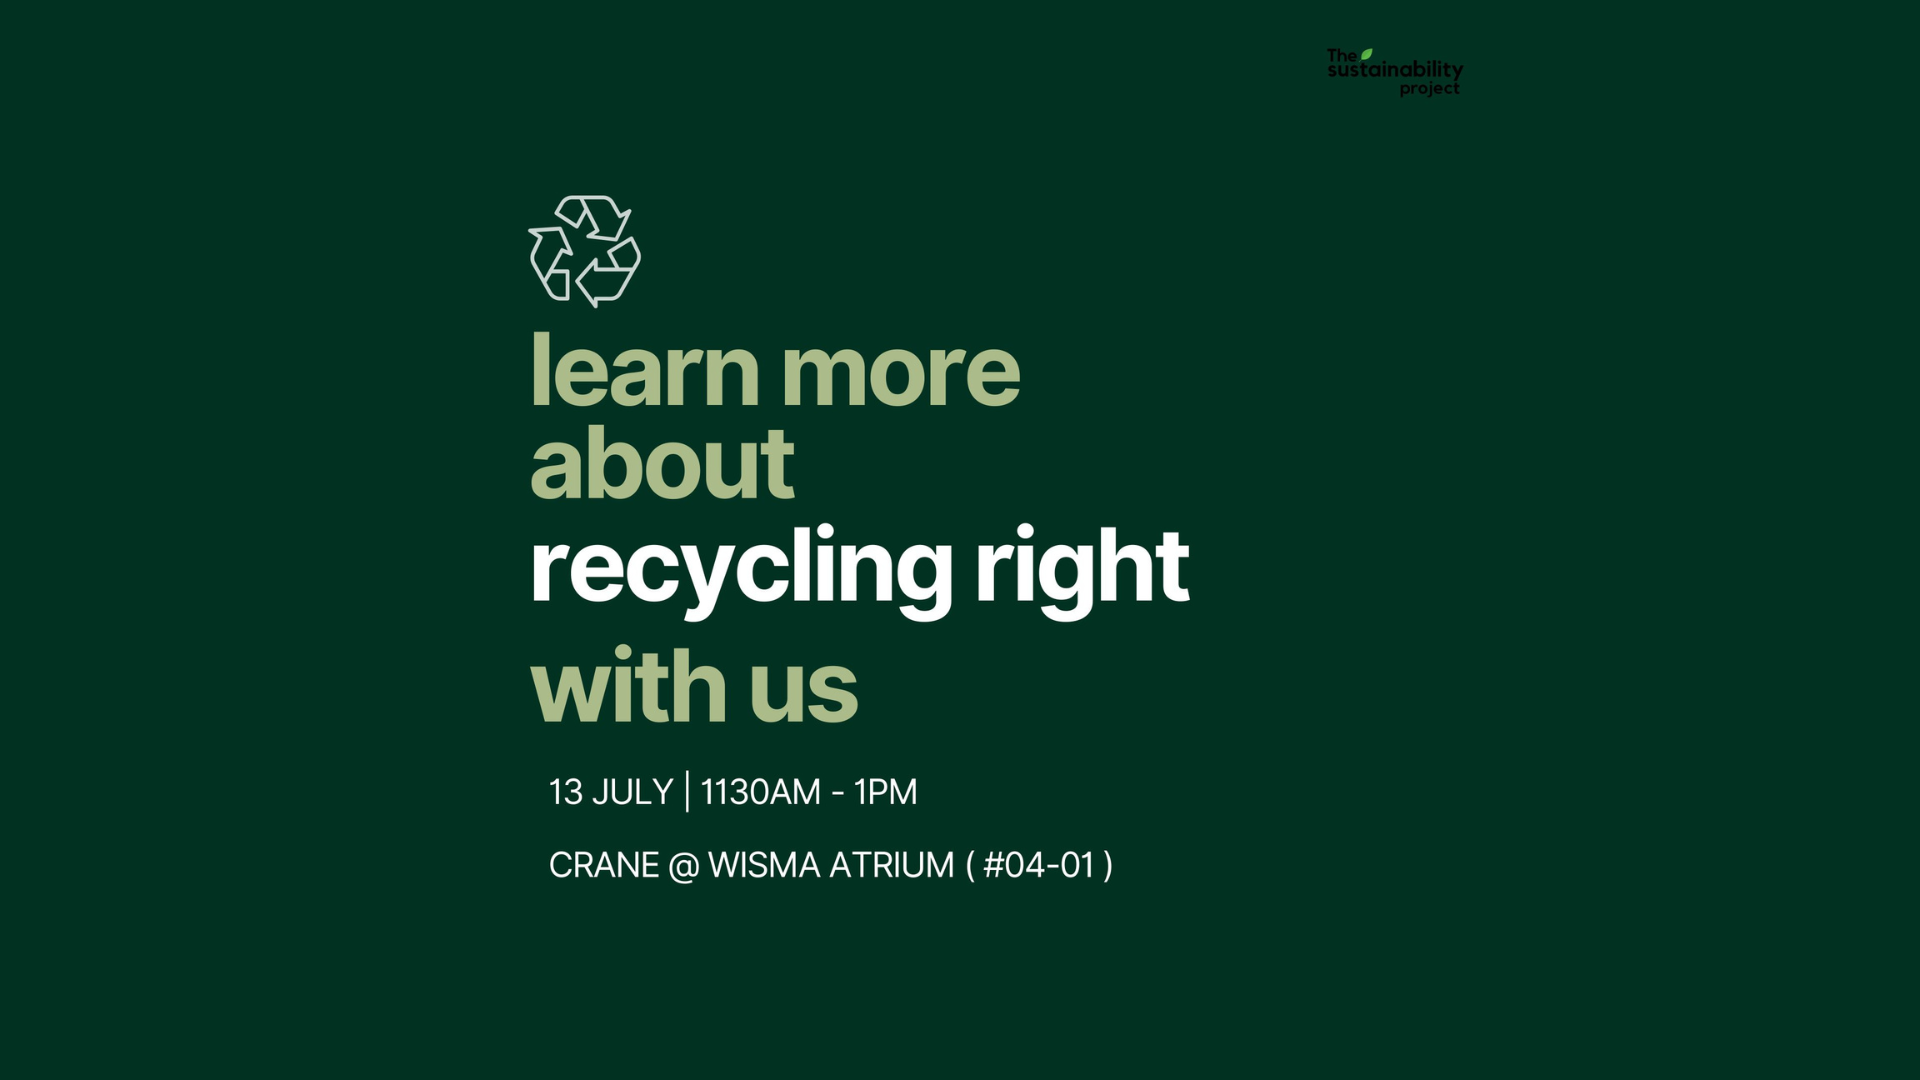 The
sustainability
project
learn more
about
recycling right
with us
13 JULY | 1130AM - 1PM
CRANE @ WISMA ATRIUM ( #04-01 )